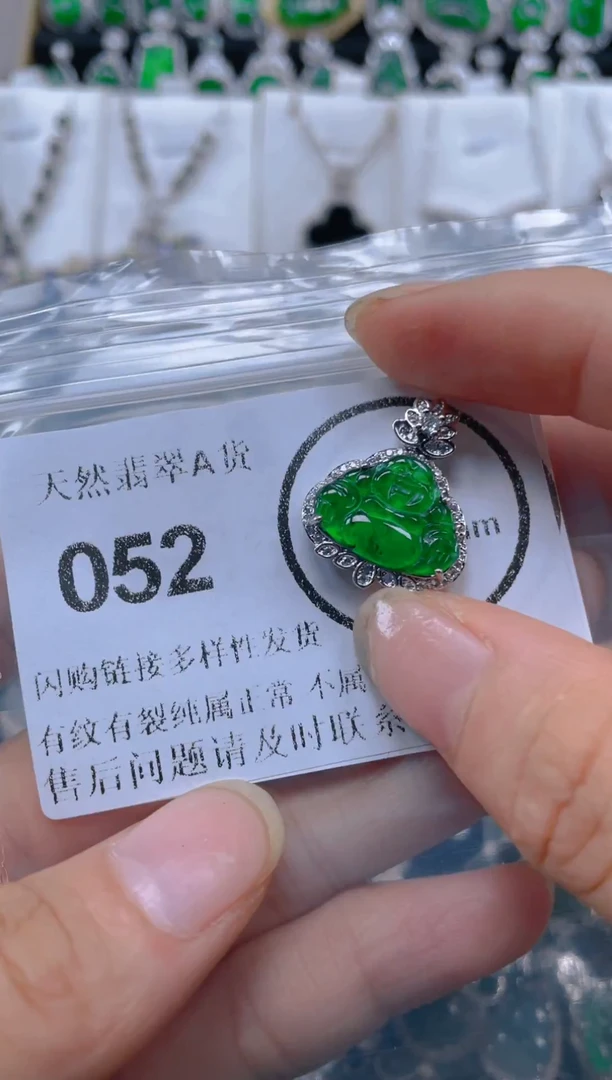 天然翡翠A货
052
m
闪购链接多样性发货
有纹有裂纯属正常 不属
售后问题请及时联系